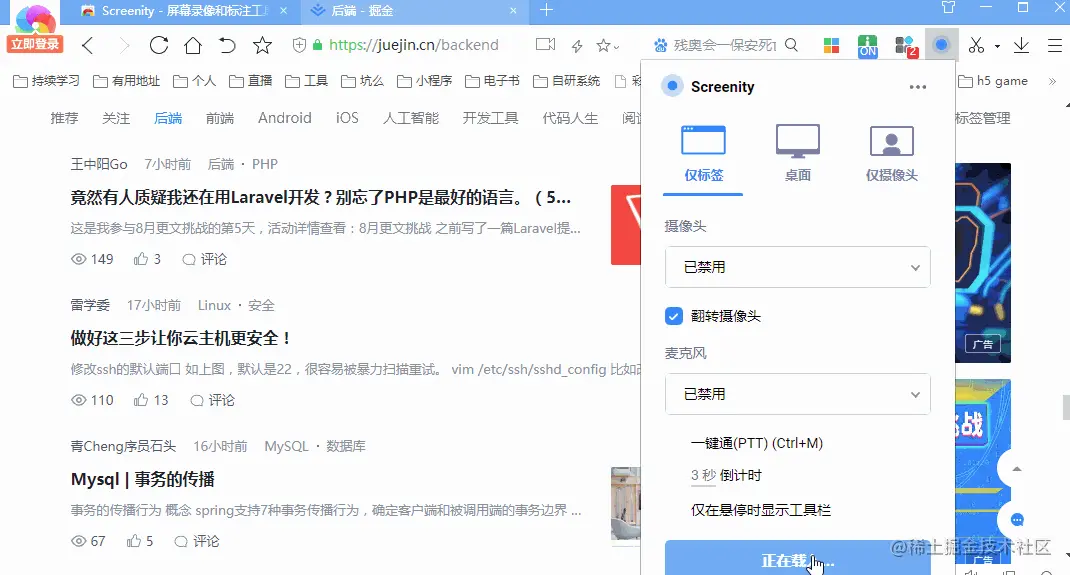 Screenity - 屏幕录像和标注工
后端 - 掘金
立即登录
https://juejin.cn/backend
残奥会一保安死
ON
2
持续学习 有用地址 个人 直播 工具 坑么 小程序 电子书 自研系统 h5 game
推荐 关注 后端 前端 Android iOS 人工智能 开发工具 代码人生 标签管理
王中阳Go 7小时前 后端 · PHP
竟然有人质疑我还在用Laravel开发？别忘了PHP是最好的语言。（5...
这是我参与8月更文挑战的第5天，活动详情查看：8月更文挑战 之前写了一篇Laravel提...
149 3 评论
雷学委 17小时前 Linux · 安全
做好这三步让你云主机更安全！
修改ssh的默认端口 如上图，默认是22，很容易被暴力扫描重试。 vim /etc/ssh/sshd_config 比如
110 13 评论
青Cheng序员石头 16小时前 MySQL · 数据库
Mysql | 事务的传播
事务的传播行为 概念 spring支持7种事务传播行为，确定客户端和被调用端的事务边界 ...
67 5 评论
Screenity
仅标签 桌面 仅摄像头
摄像头
已禁用
翻转摄像头
麦克风
已禁用
一键通(PTT) (Ctrl+M)
3 秒 倒计时
仅在悬停时显示工具栏
正在载...
广告
战
广告
@稀土掘金技术社区